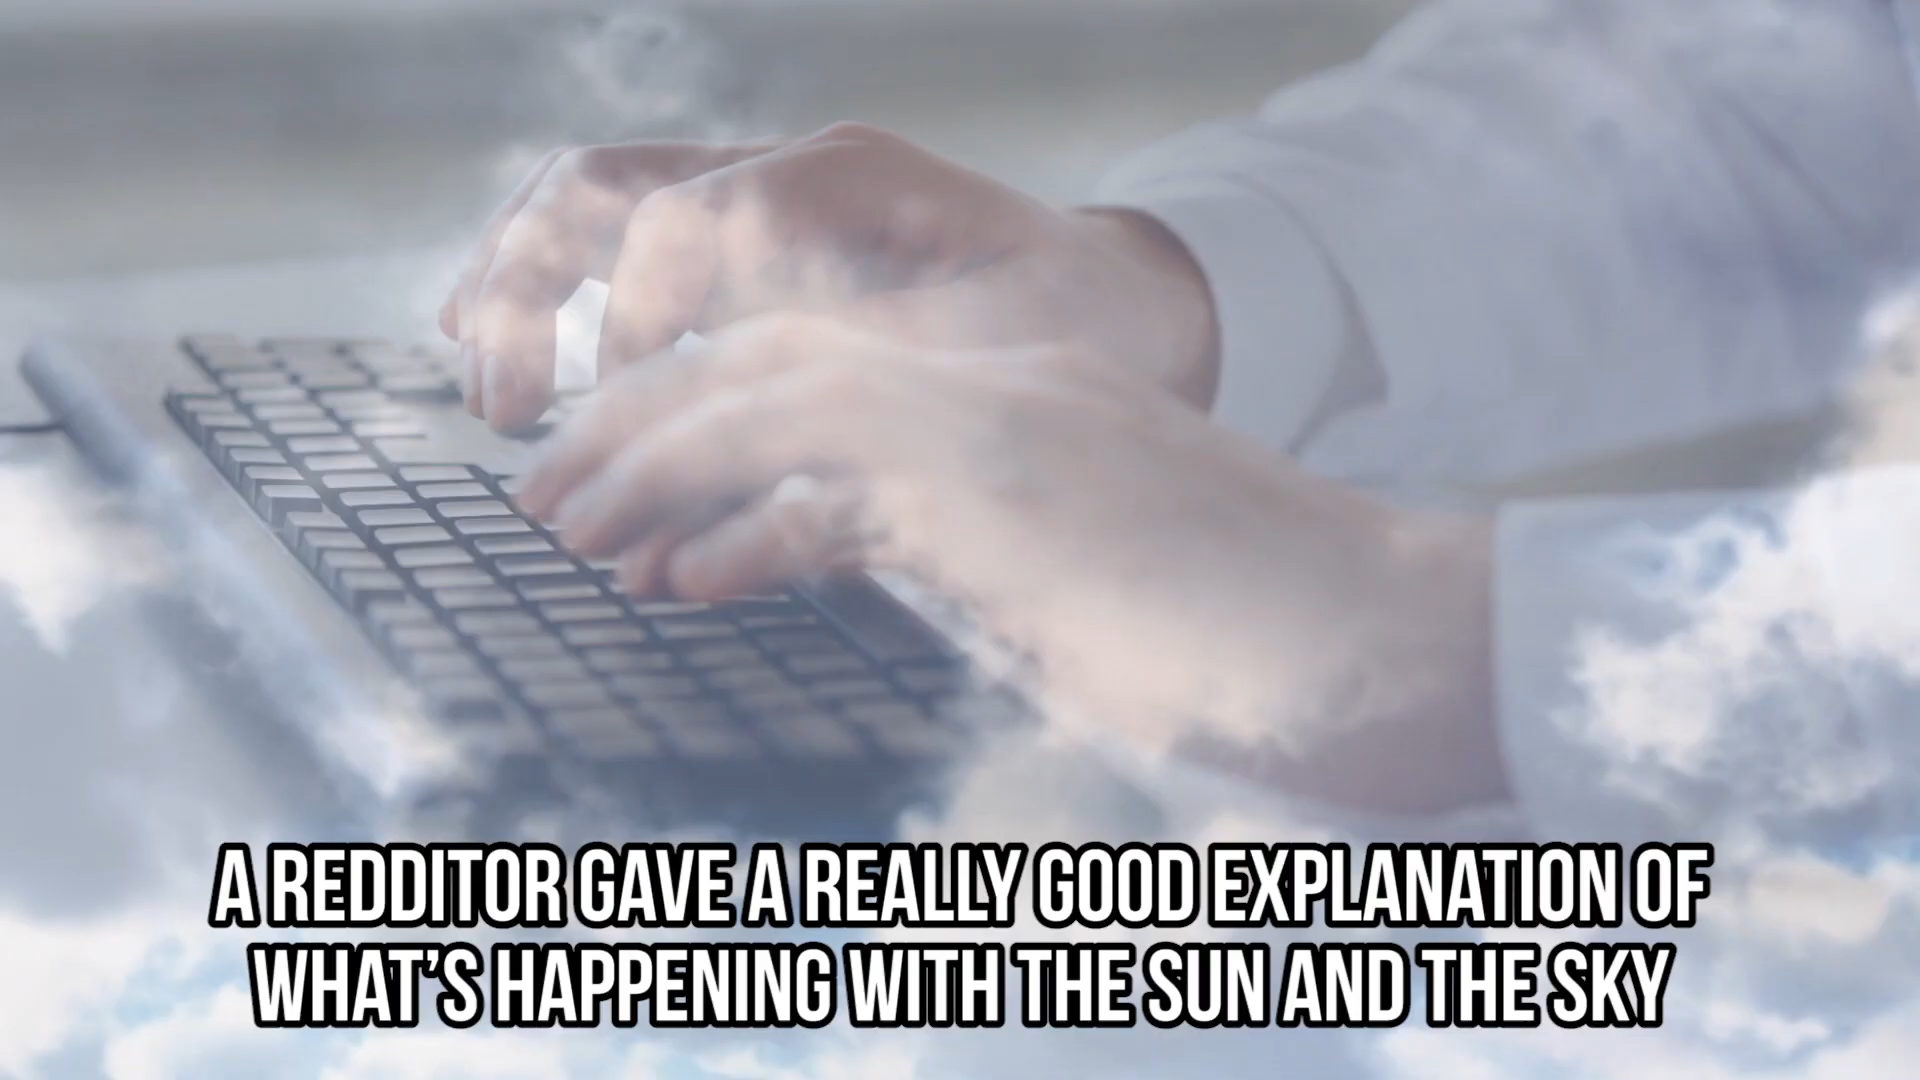 A REDDITOR GAVE A REALLY GOOD EXPLANATION OF
WHAT'S HAPPENING WITH THE SUN AND THE SKY